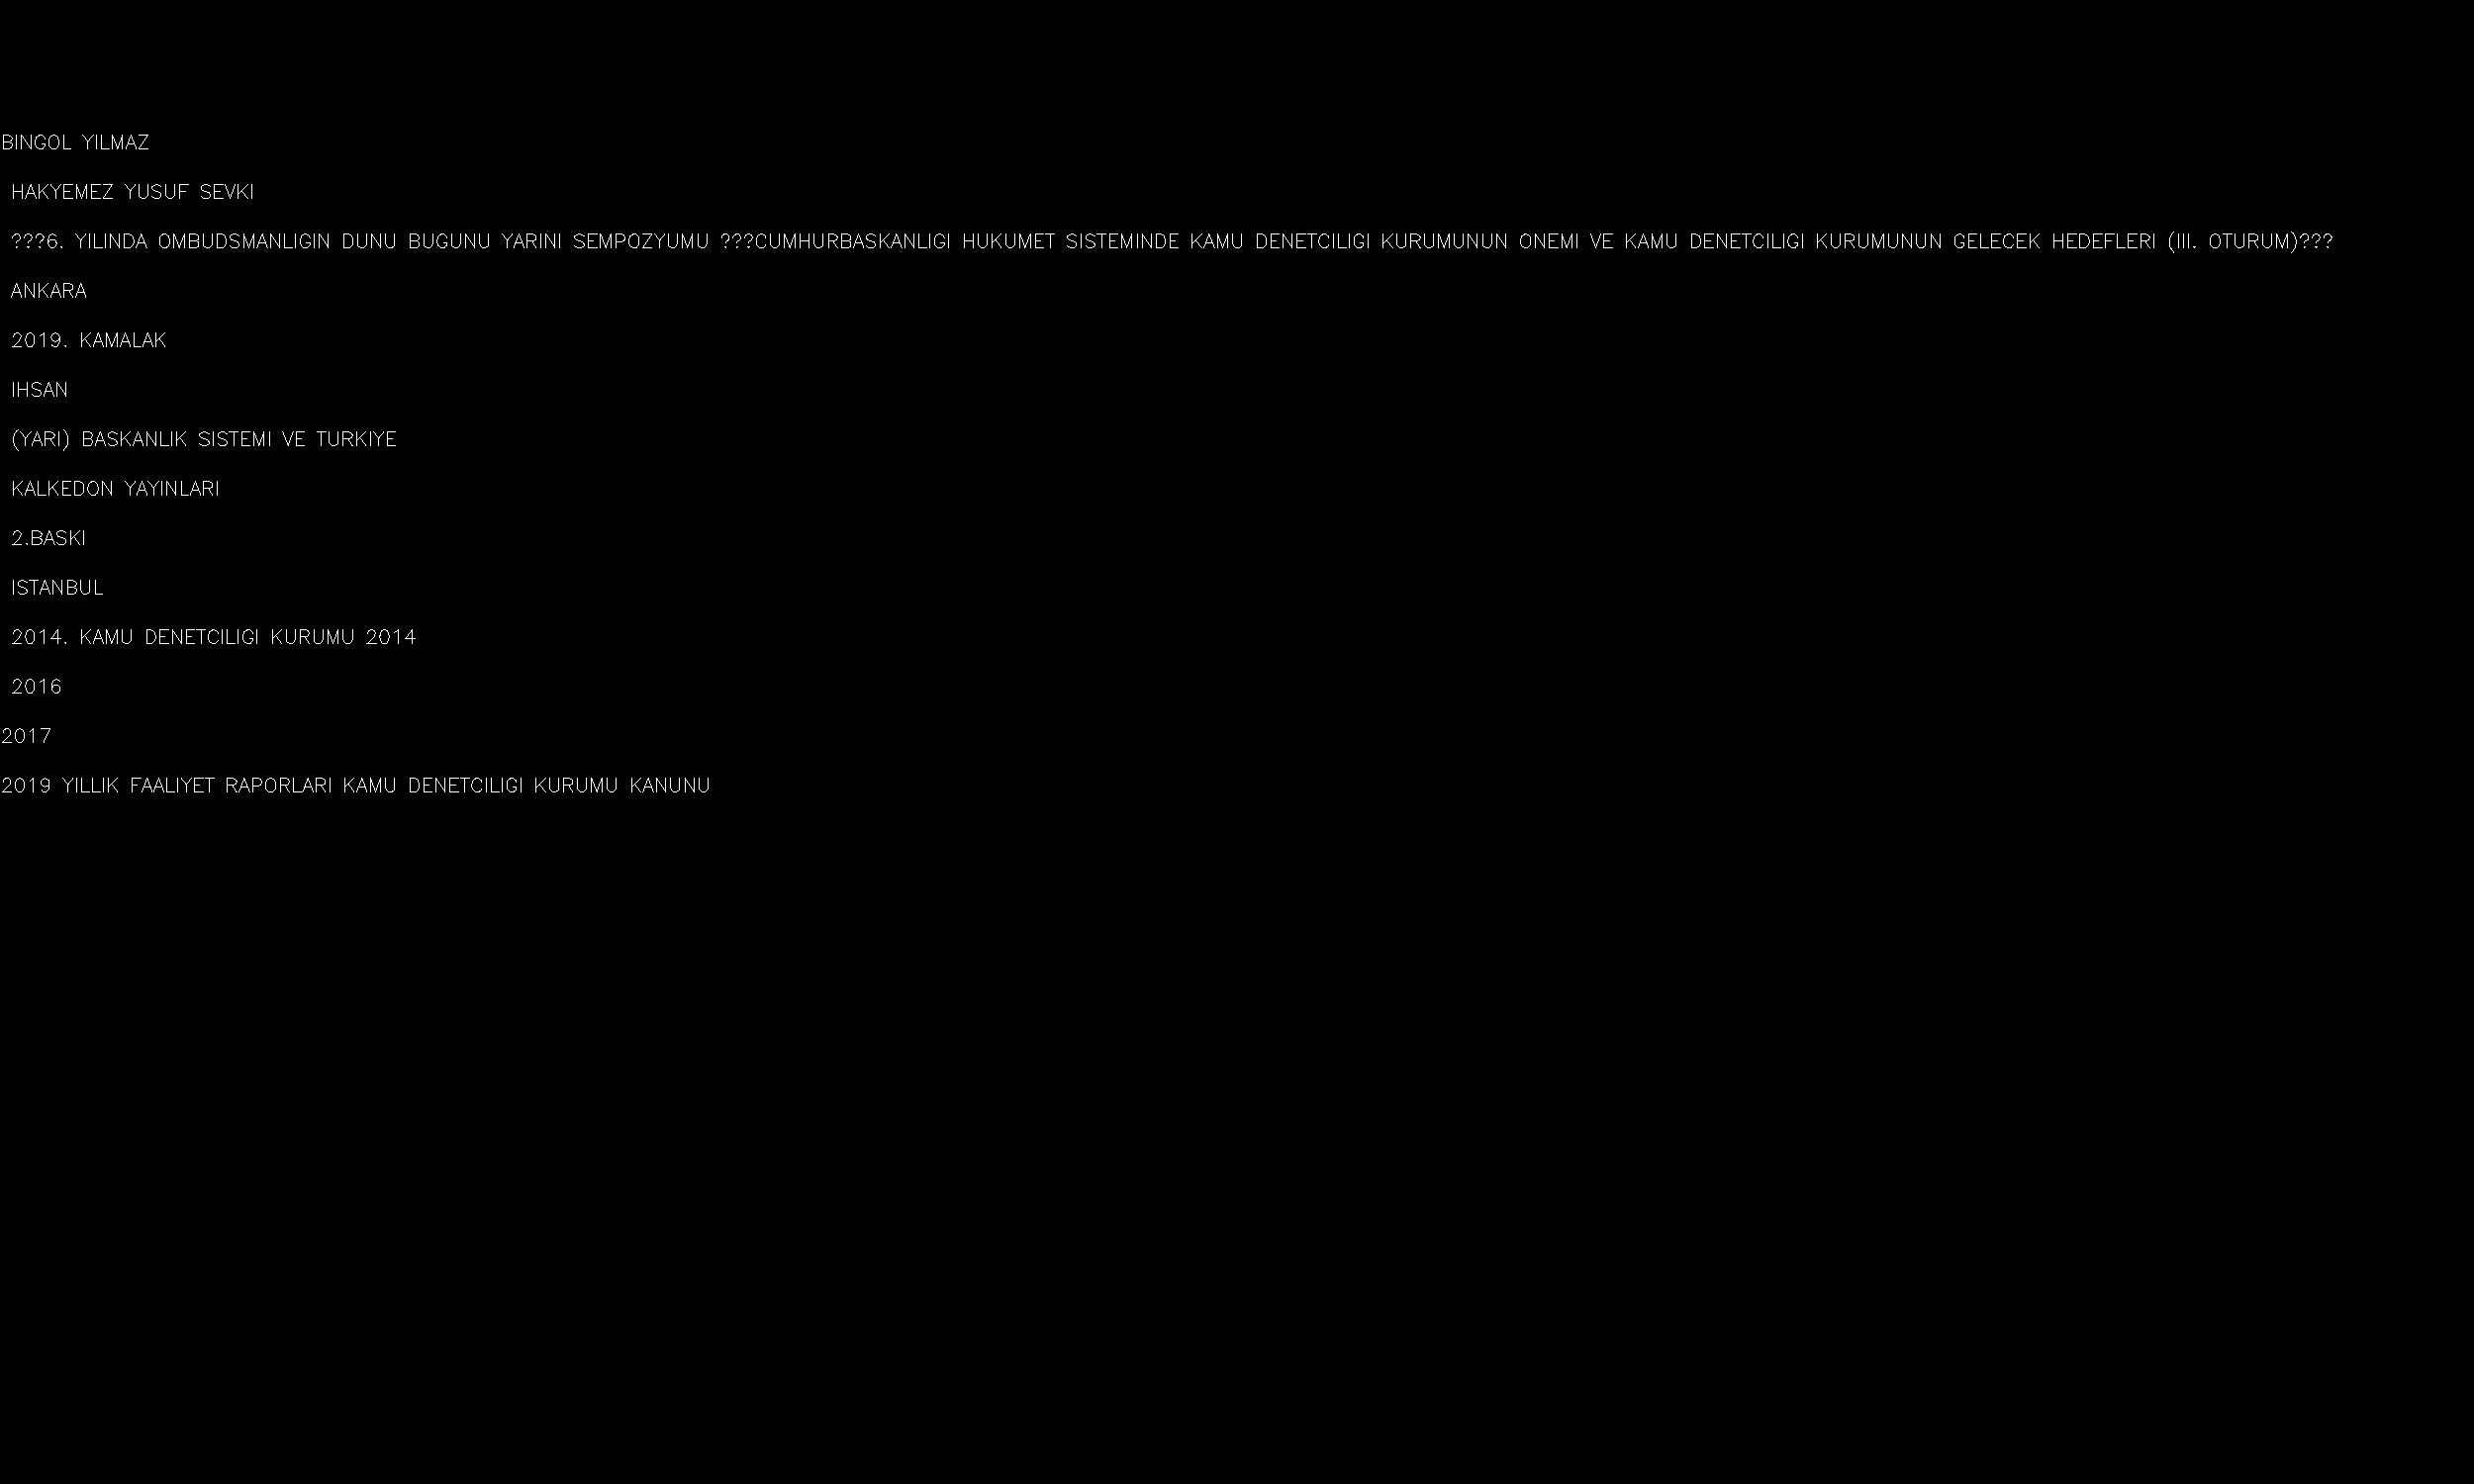 BINGOL YILMAZ
HAKYEMEZ YUSUF SEVKI
???6. YILINDA OMBUDSMANLIGIN DUNU BUGUNU YARINI SEMPOZYUMU ???CUMHURBASKANLIGI HUKUMET SISTEMINDE KAMU DENETCILIGI KURUMUNUN ONEMI VE KAMU DENETCILIGI KURUMUNUN GELECEK HEDEFLERI (III. OTURUM)???
ANKARA
2019. KAMALAK
IHSAN
(YARI) BASKANLIK SISTEMI VE TURKIYE
KALKEDON YAYINLARI
2.BASKI
ISTANBUL
2014. KAMU DENETCILIGI KURUMU 2014
2016
2017
2019 YILLIK FAALIYET RAPORLARI KAMU DENETCILIGI KURUMU KANUNU